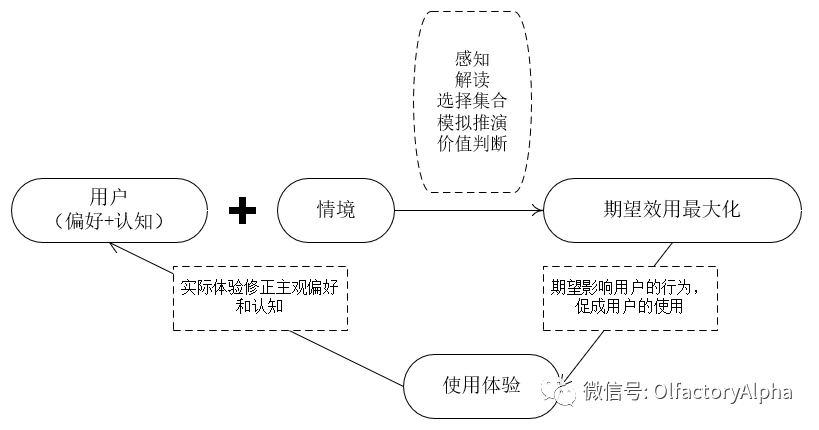 感知
解读
选择集合
模拟推演
价值判断
用户
（偏好+认知）
+
情境
期望效用最大化
实际体验修正主观偏好
和认知
期望影响用户的行为，
促成用户的使用
使用体验
微信号: OlfactoryAlpha